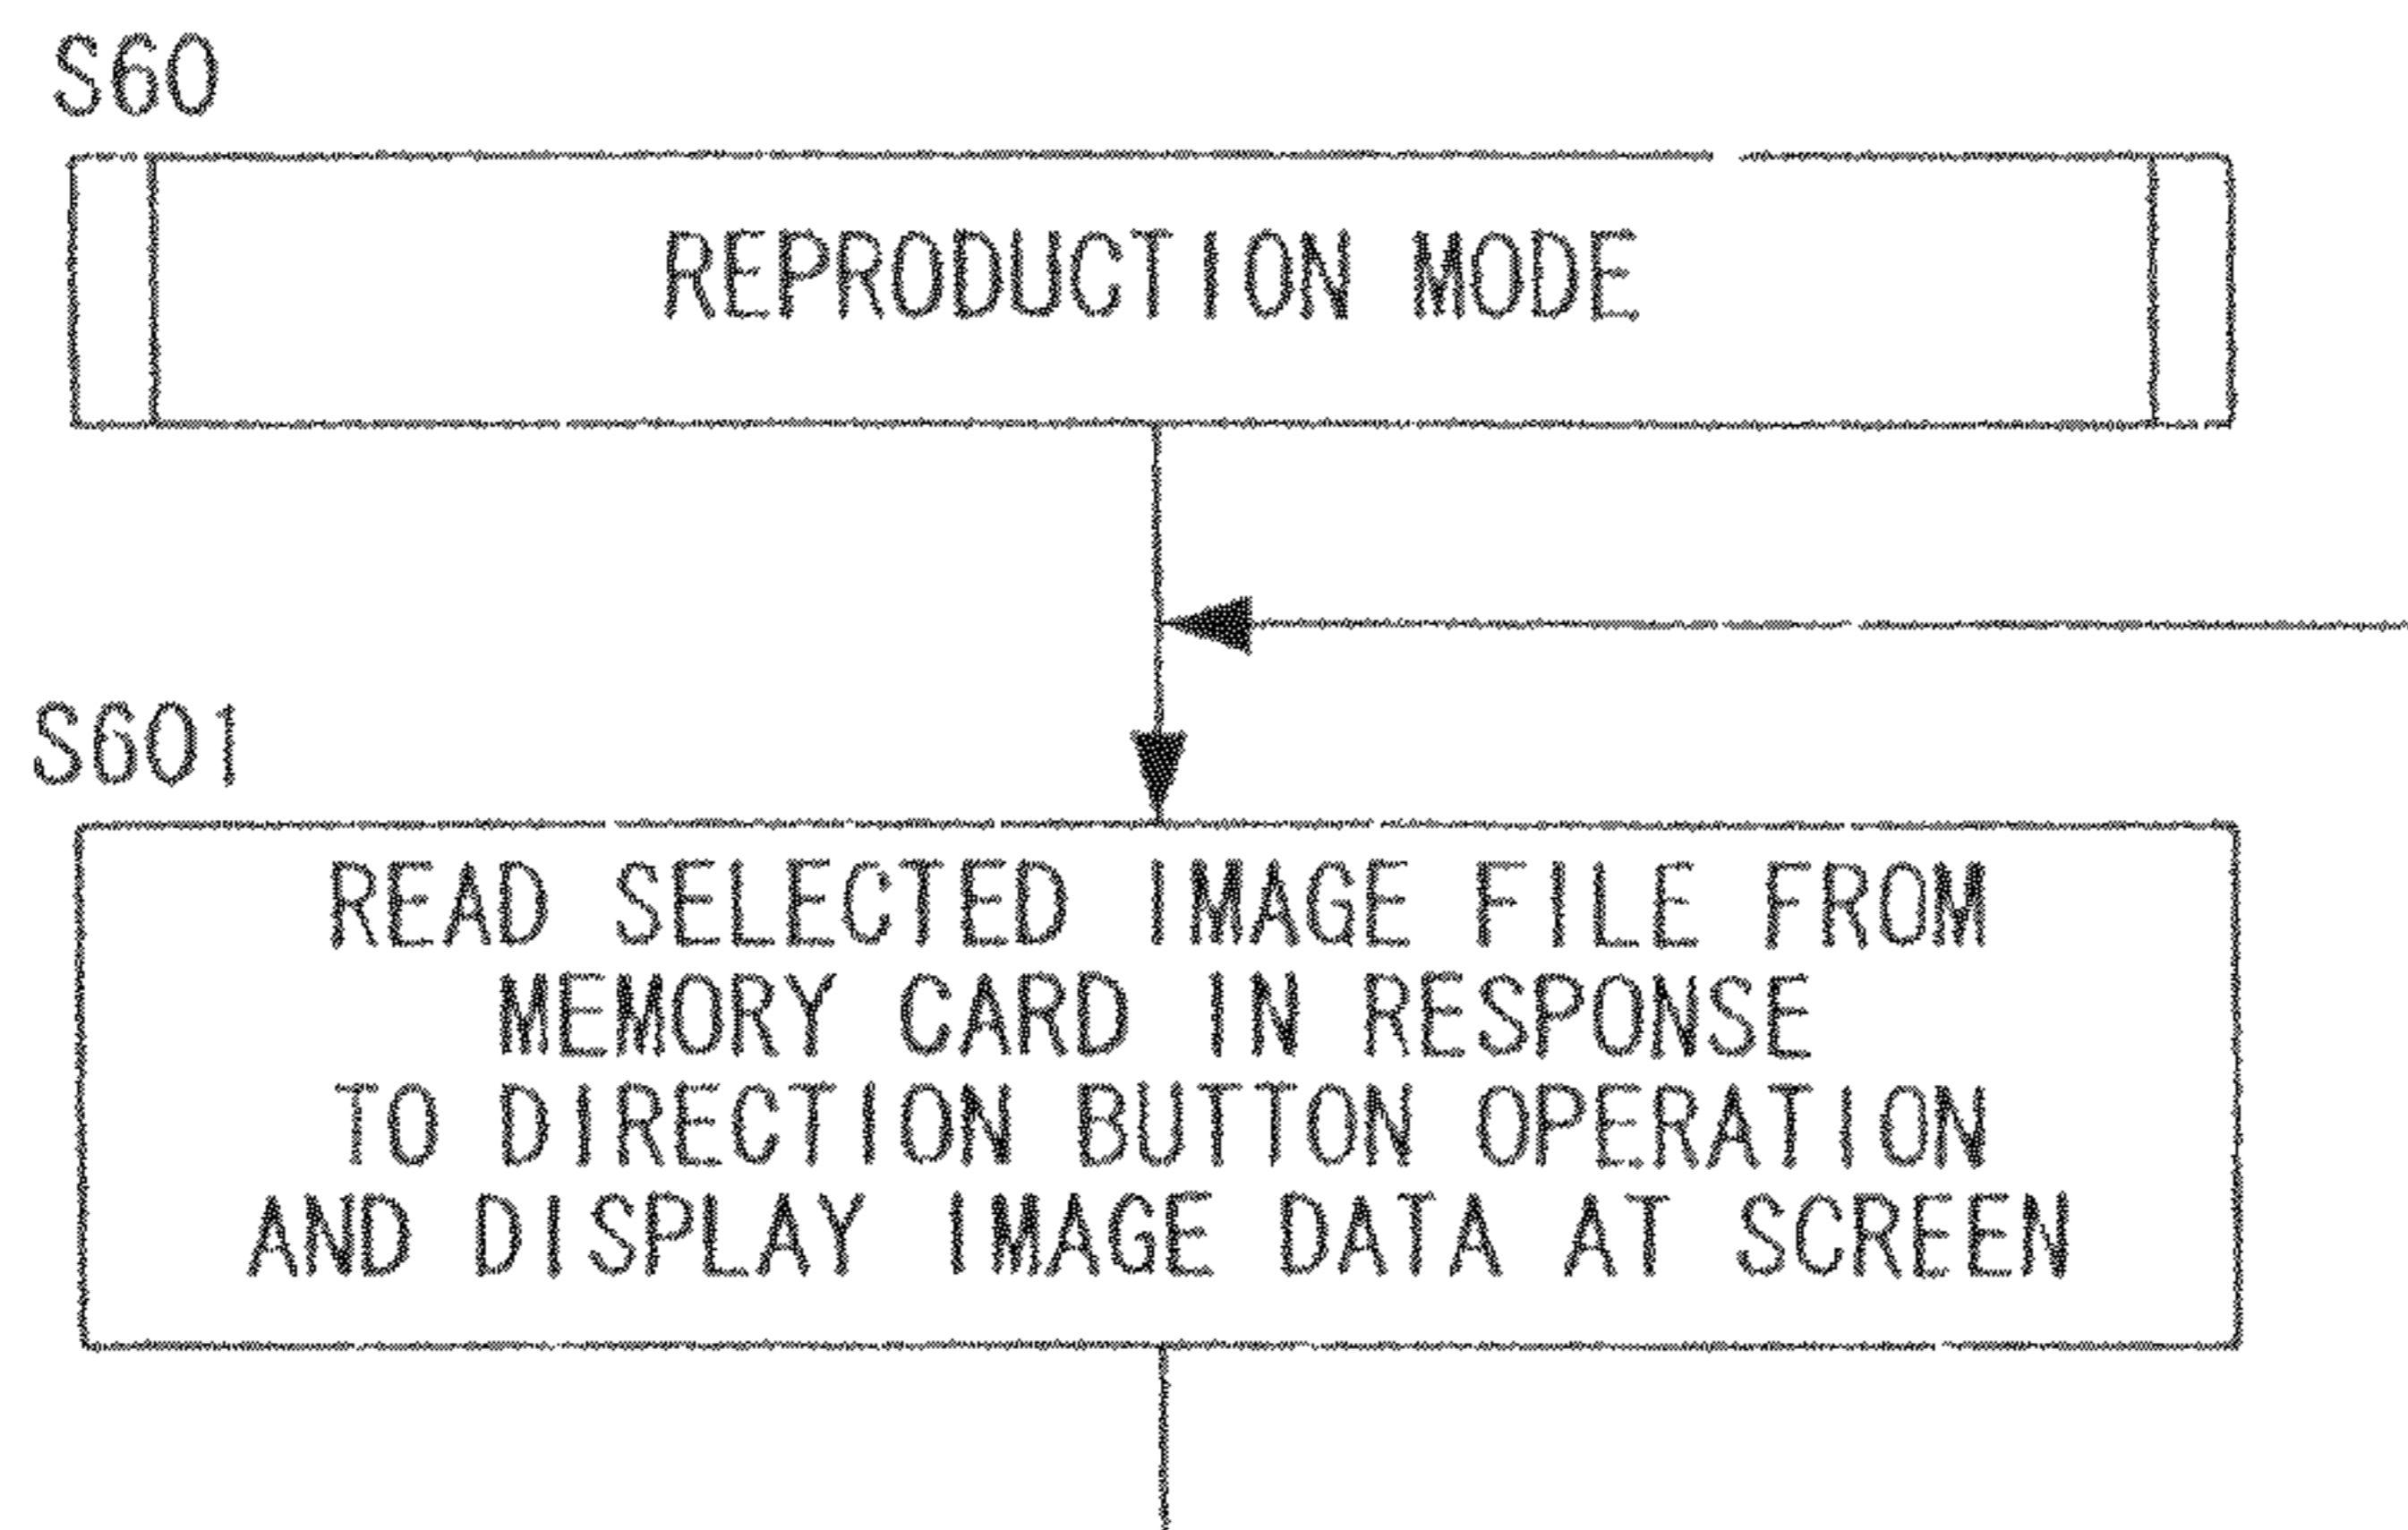 S60
REPRODUCTION MODE
S601
READ SELECTED IMAGE FILE FROM
MEMORY CARD IN RESPONSE
TO DIRECTION BUTTON OPERATION
AND DISPLAY IMAGE DATA AT SCREEN